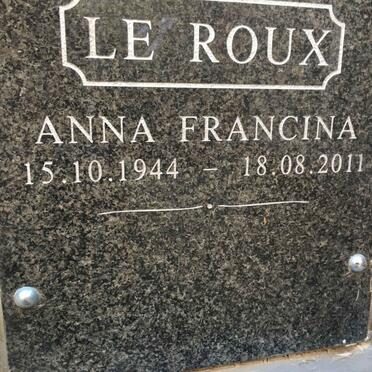 LE ROUX
ANNA FRANCINA
15.10.1944 – 18.08.2011